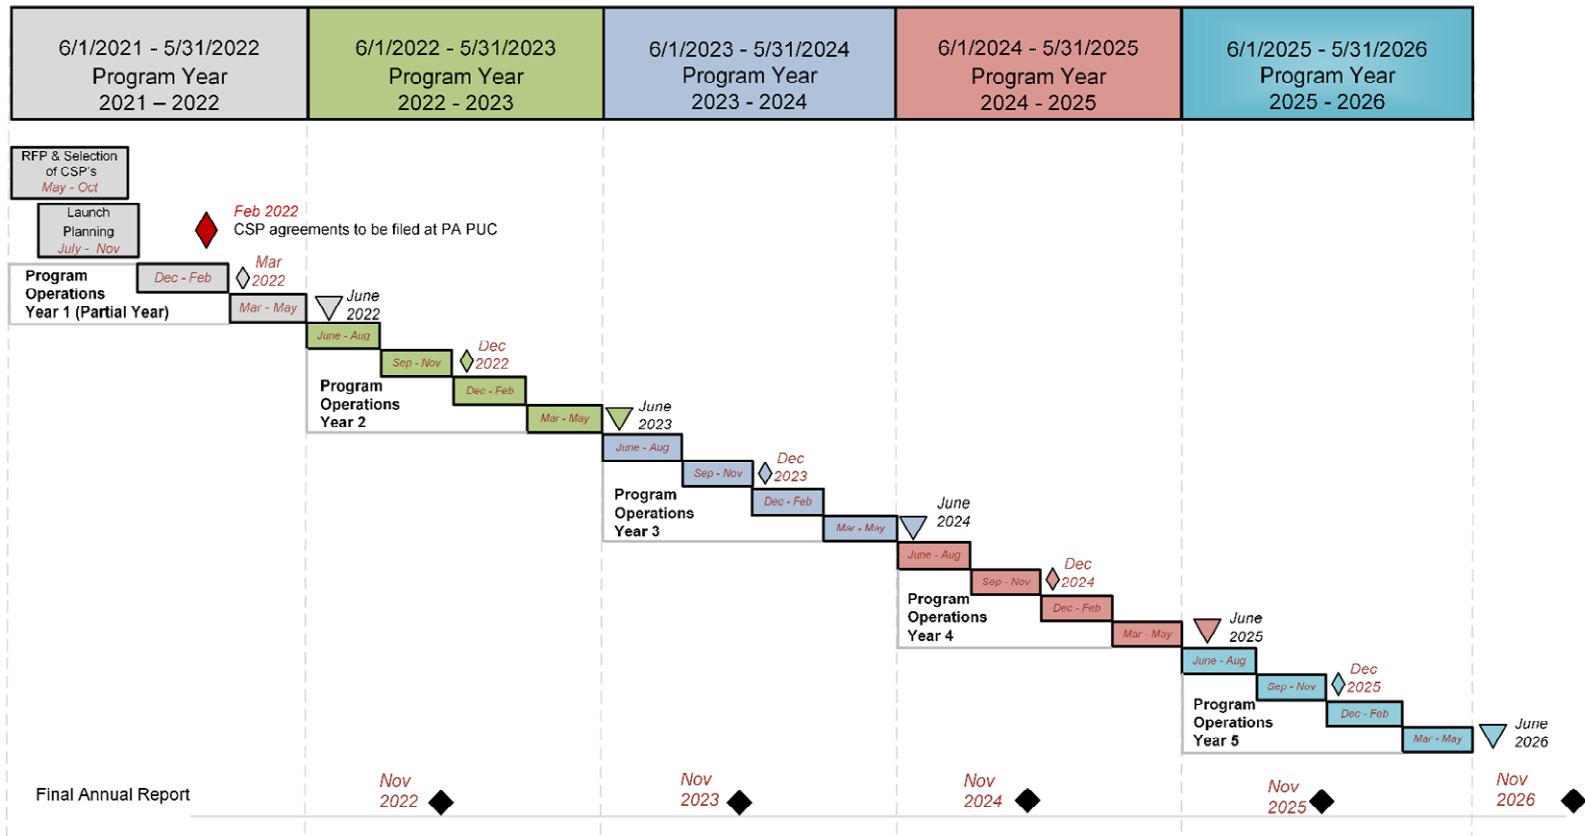 6/1/2021 - 5/31/2022
Program Year
2021 – 2022
6/1/2022 - 5/31/2023
Program Year
2022 - 2023
6/1/2023 - 5/31/2024
Program Year
2023 - 2024
6/1/2024 - 5/31/2025
Program Year
2024 - 2025
6/1/2025 - 5/31/2026
Program Year
2025 - 2026
RFP & Selection
of CSP's
May - Oct
Launch
Planning
July - Nov
Feb 2022
CSP agreements to be filed at PA PUC
Program
Operations
Year 1 (Partial Year)
Dec - Feb
Mar
2022
Mar - May
June
2022
June - Aug
Sep - Nov
Dec
2022
Program
Operations
Year 2
Dec - Feb
Mar - May
June
2023
June - Aug
Sep - Nov
Dec
2023
Program
Operations
Year 3
Dec - Feb
Mar - May
June
2024
June - Aug
Sep - Nov
Dec
2024
Program
Operations
Year 4
Dec - Feb
Mar - May
June
2025
June - Aug
Sep - Nov
Dec
2025
Program
Operations
Year 5
Dec - Feb
Mar - May
June
2026
Final Annual Report
Nov
2022
Nov
2023
Nov
2024
Nov
2025
Nov
2026